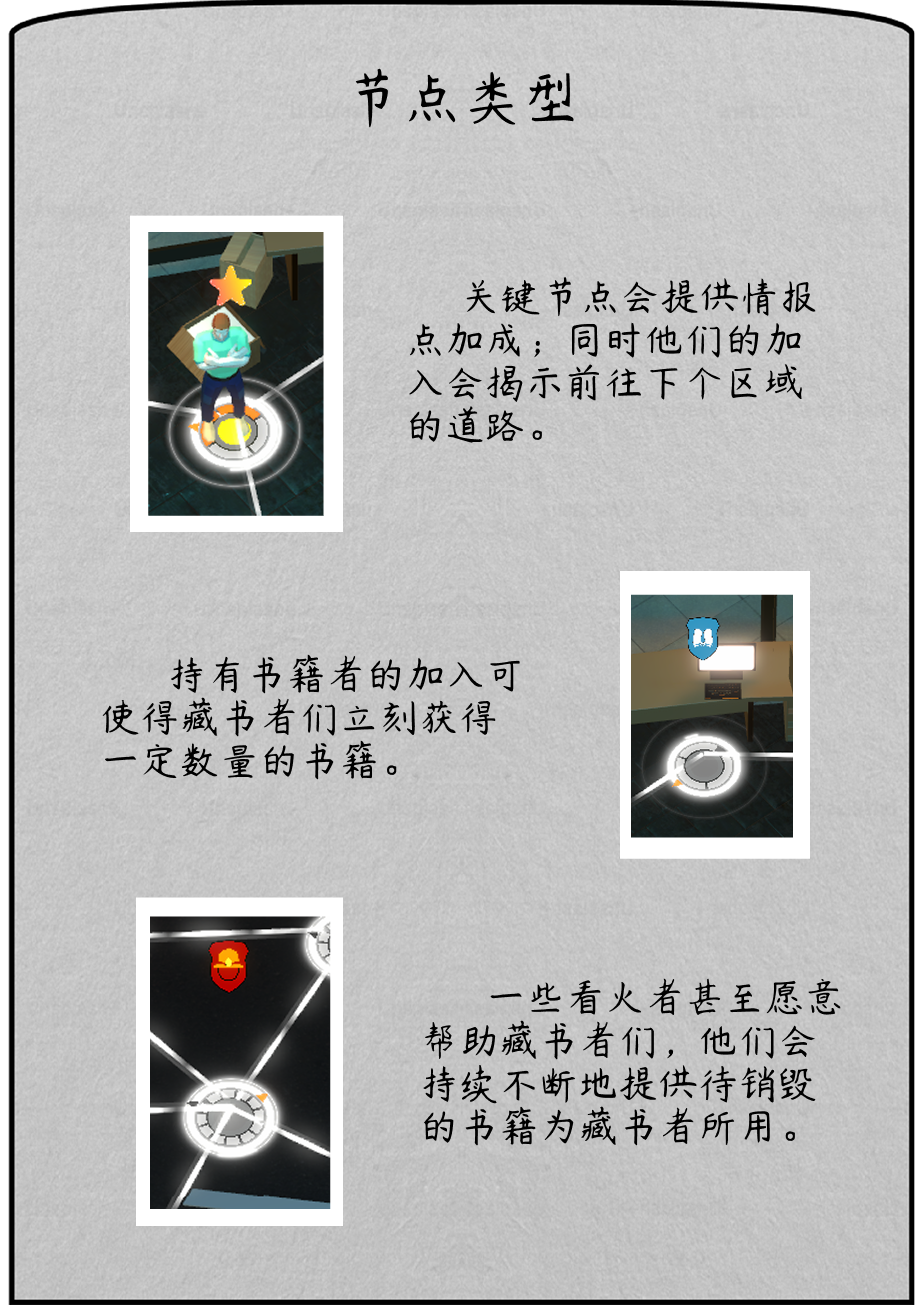 节点类型
关键节点会提供情报
点加成；同时他们的加
入会揭示前往下个区域
的道路。
持有书籍者的加入可
使得藏书者们立刻获得
一定数量的书籍。
一些看火者甚至愿意
帮助藏书者们，他们会
持续不断地提供待销毁
的书籍为藏书者所用。